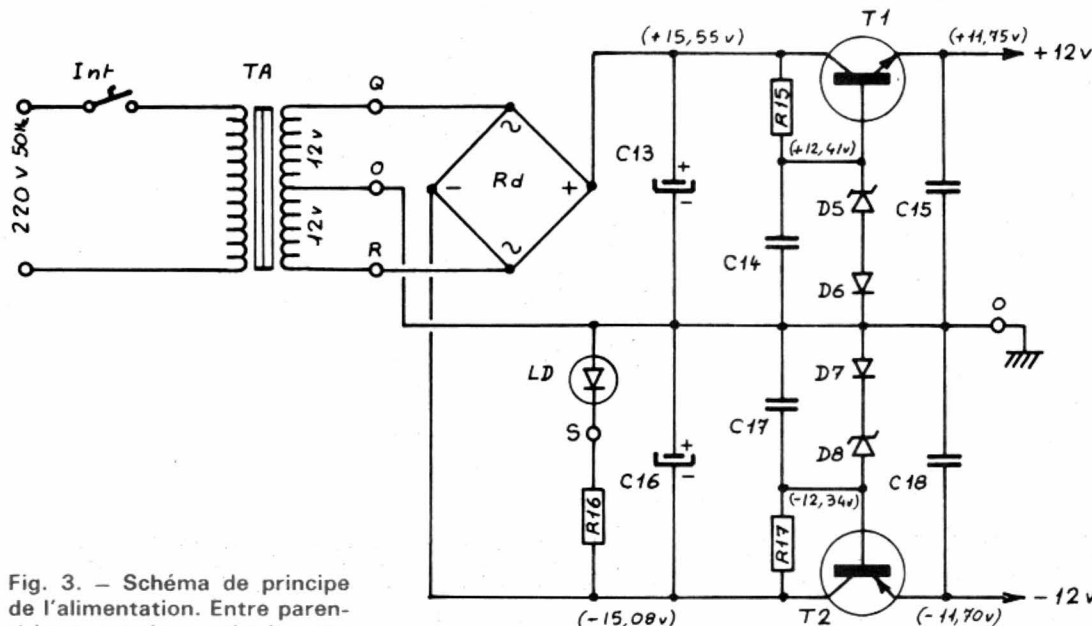 T1
(+15,55v)
(+11,75v)
+12v
Int
TA
Q
220v 50Hz
12v
O
12v
R
~
- Rd +
~
C13
+
-
R15
(+12,41v)
D5
C15
C14
D6
O
LD
D7
S
C17
C16
+
-
D8
C18
R16
(-12,34v)
R17
(-15,08v)
T2
(-11,70v)
-12v
Fig. 3. — Schéma de principe
de l'alimentation. Entre paren-